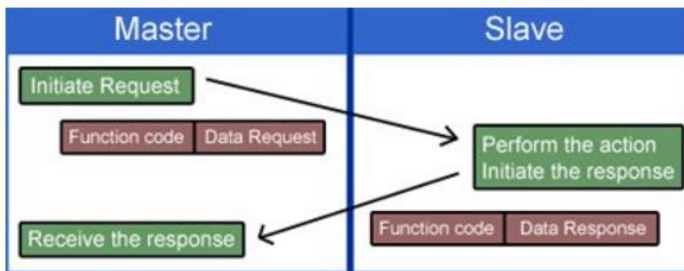 Master
Slave
Initiate Request
Function code
Data Request
Perform the action
Initiate the response
Receive the response
Function code
Data Response